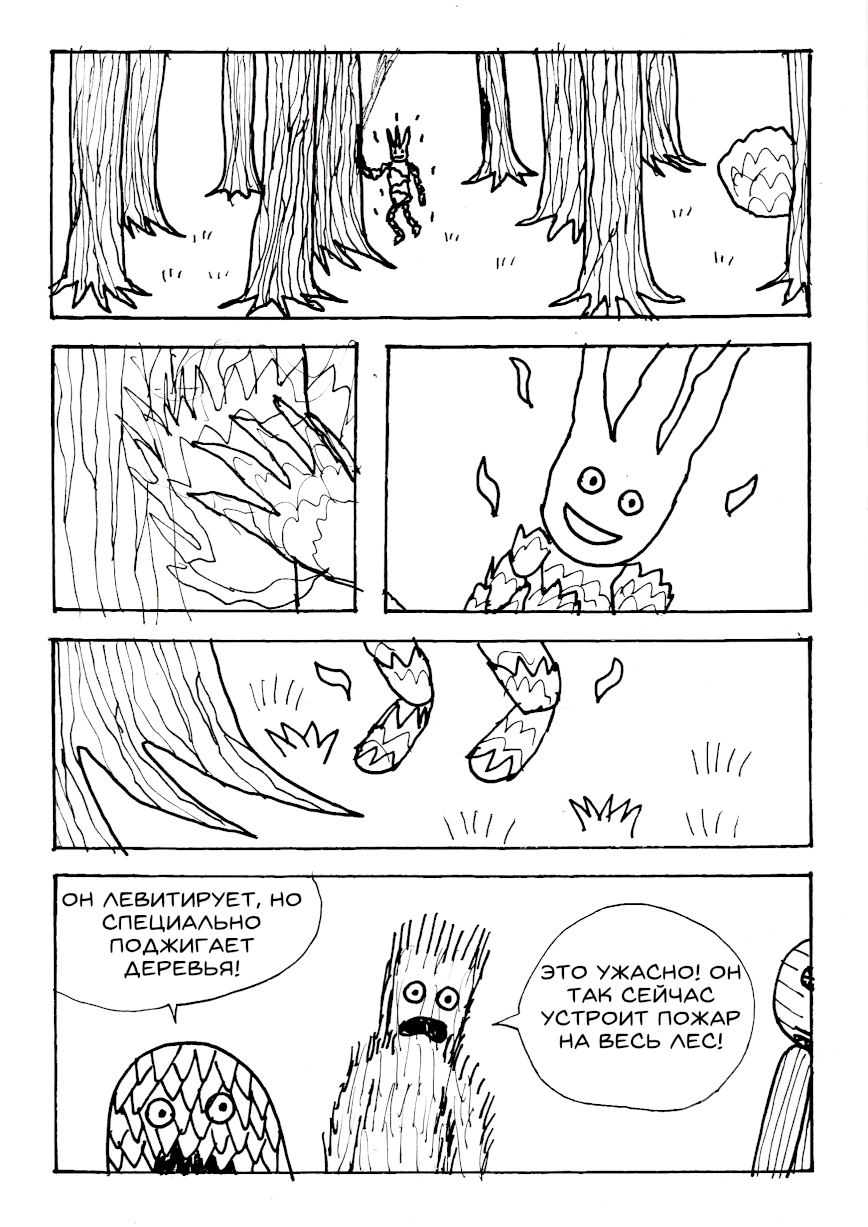 ОН ЛЕВИТИРУЕТ, НО
СПЕЦИАЛЬНО
ПОДЖИГАЕТ
ДЕРЕВЬЯ!
ЭТО УЖАСНО! ОН
ТАК СЕЙЧАС
УСТРОИТ ПОЖАР
НА ВЕСЬ ЛЕС!